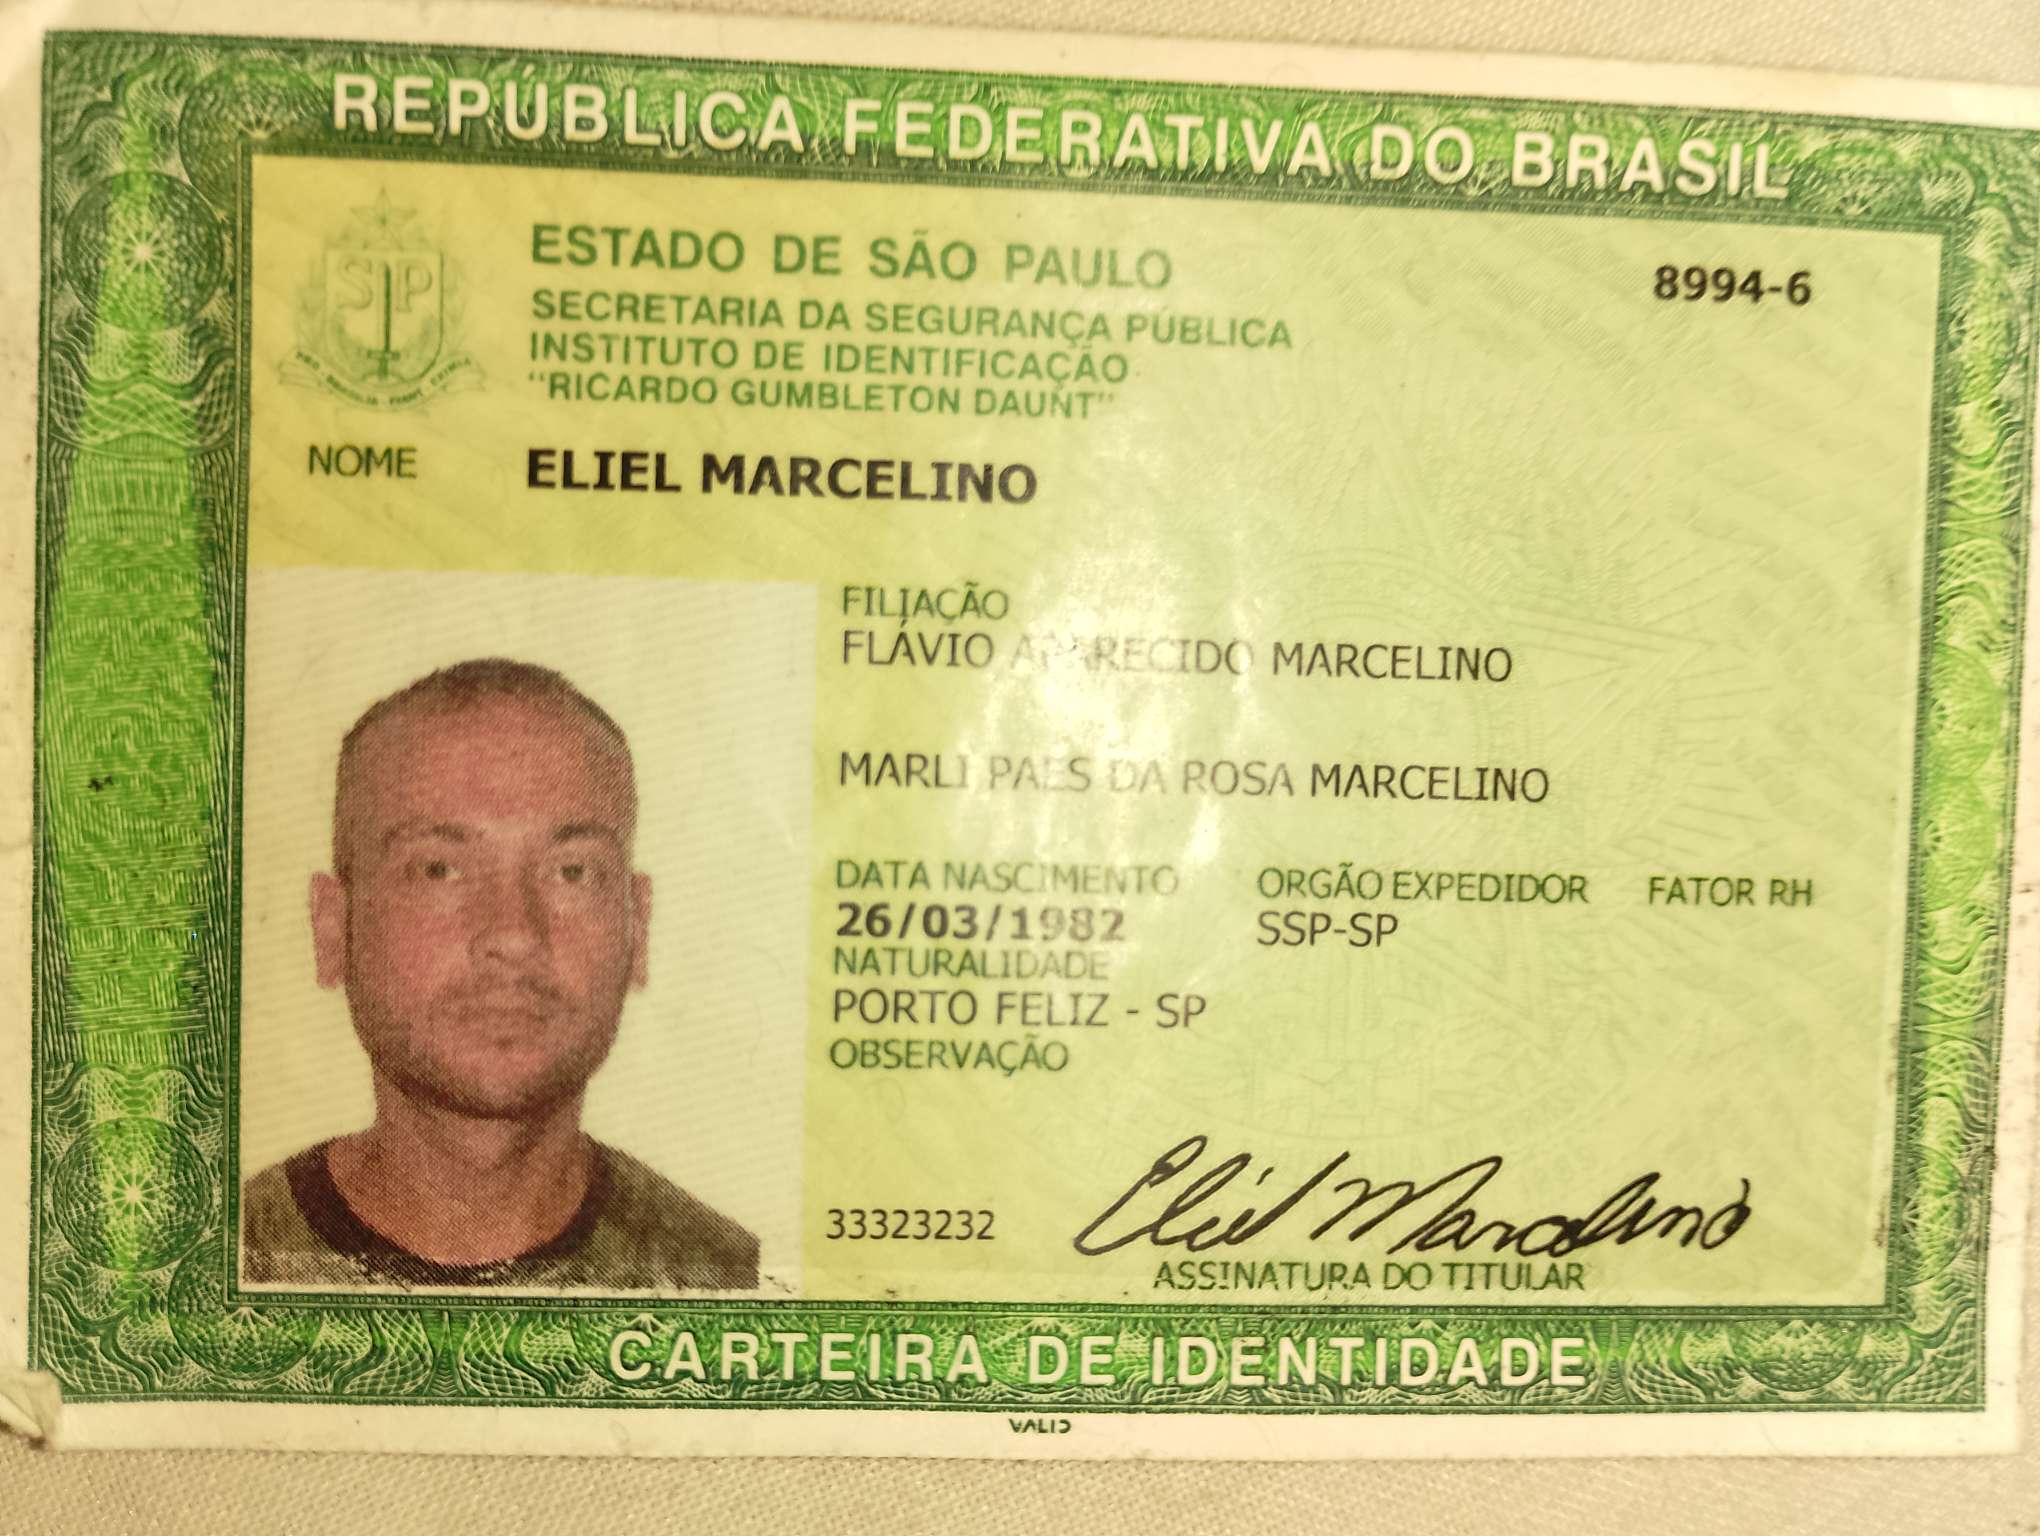 REPÚBLICA FEDERATIVA DO BRASIL
ESTADO DE SÃO PAULO
8994-6
SECRETARIA DA SEGURANÇA PÚBLICA
INSTITUTO DE IDENTIFICAÇÃO
"RICARDO GUMBLETON DAUNT"
SP
NOME ELIEL MARCELINO
FILIAÇÃO
FLÁVIO APARECIDO MARCELINO
MARLI PAES DA ROSA MARCELINO
DATA NASCIMENTO ORGÃO EXPEDIDOR FATOR RH
26/03/1982 SSP-SP
NATURALIDADE
PORTO FELIZ - SP
OBSERVAÇÃO
33323232
Eliel Marcelino
ASSINATURA DO TITULAR
CARTEIRA DE IDENTIDADE
VALID